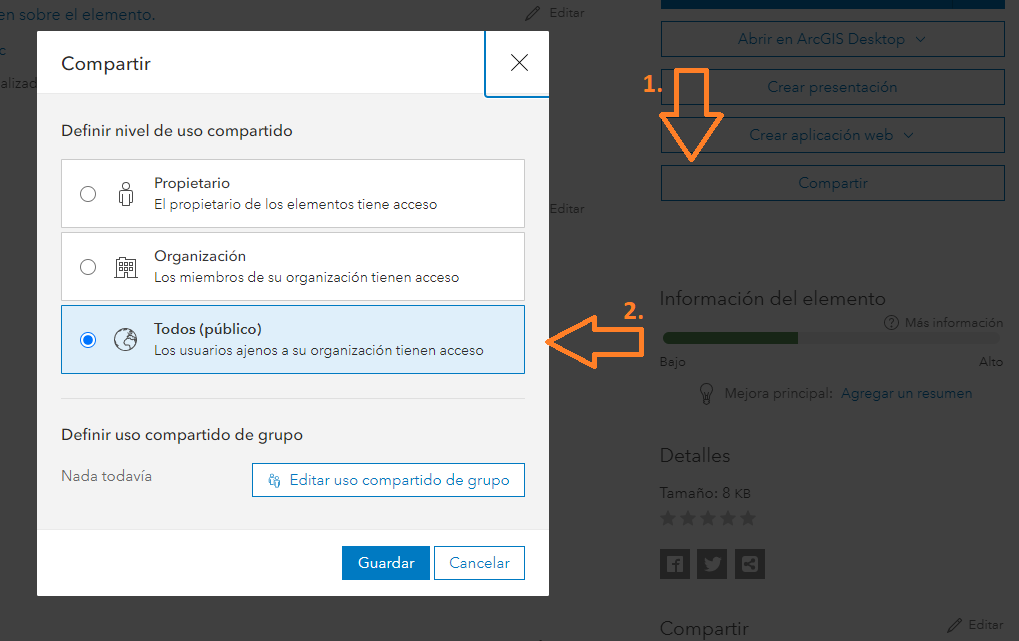 en sobre el elemento.
Editar
c
alizad
Compartir
Definir nivel de uso compartido
Propietario
El propietario de los elementos tiene acceso
Organización
Los miembros de su organización tienen acceso
Todos (público)
Los usuarios ajenos a su organización tienen acceso
Definir uso compartido de grupo
Nada todavía
Editar uso compartido de grupo
Guardar
Cancelar
Editar
Abrir en ArcGIS Desktop
1.
Crear presentación
Crear aplicación web
Compartir
2.
Información del elemento
Más información
Bajo
Alto
Mejora principal: Agregar un resumen
Detalles
Tamaño: 8 KB
Compartir
Editar